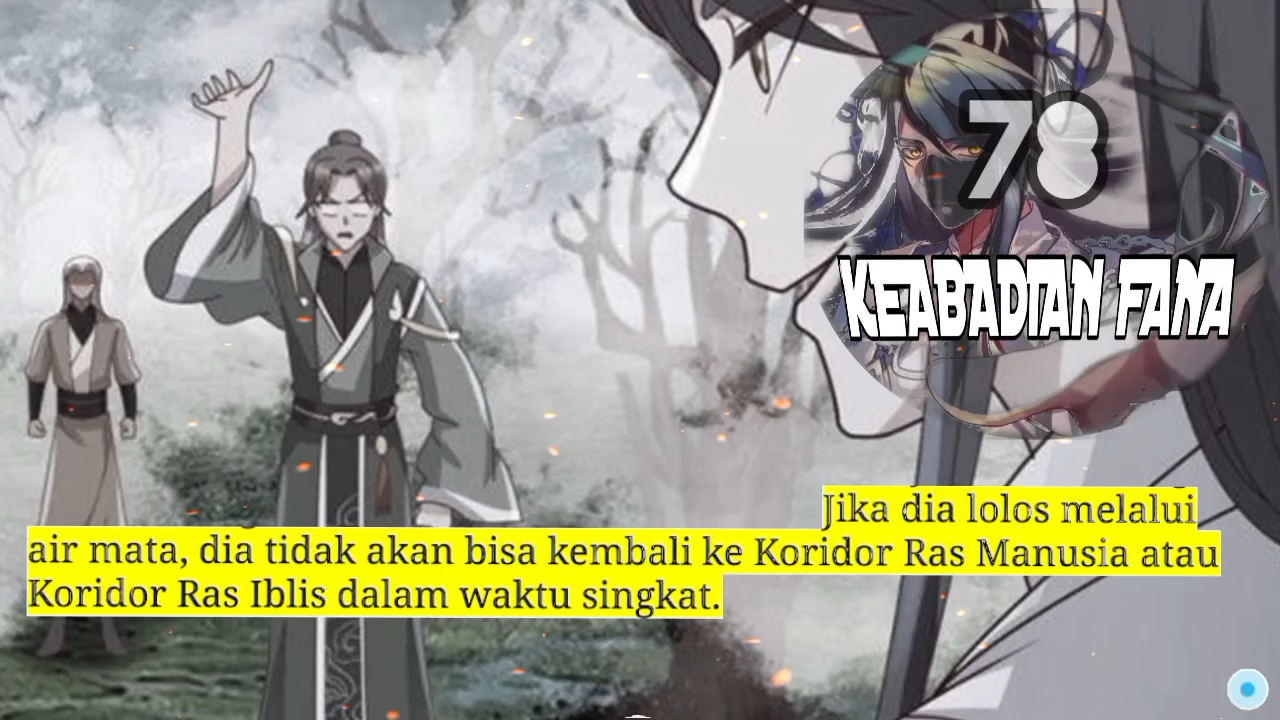 78
KEABADIAN FANA
Jika dia lolos melalui
air mata, dia tidak akan bisa kembali ke Koridor Ras Manusia atau
Koridor Ras Iblis dalam waktu singkat.